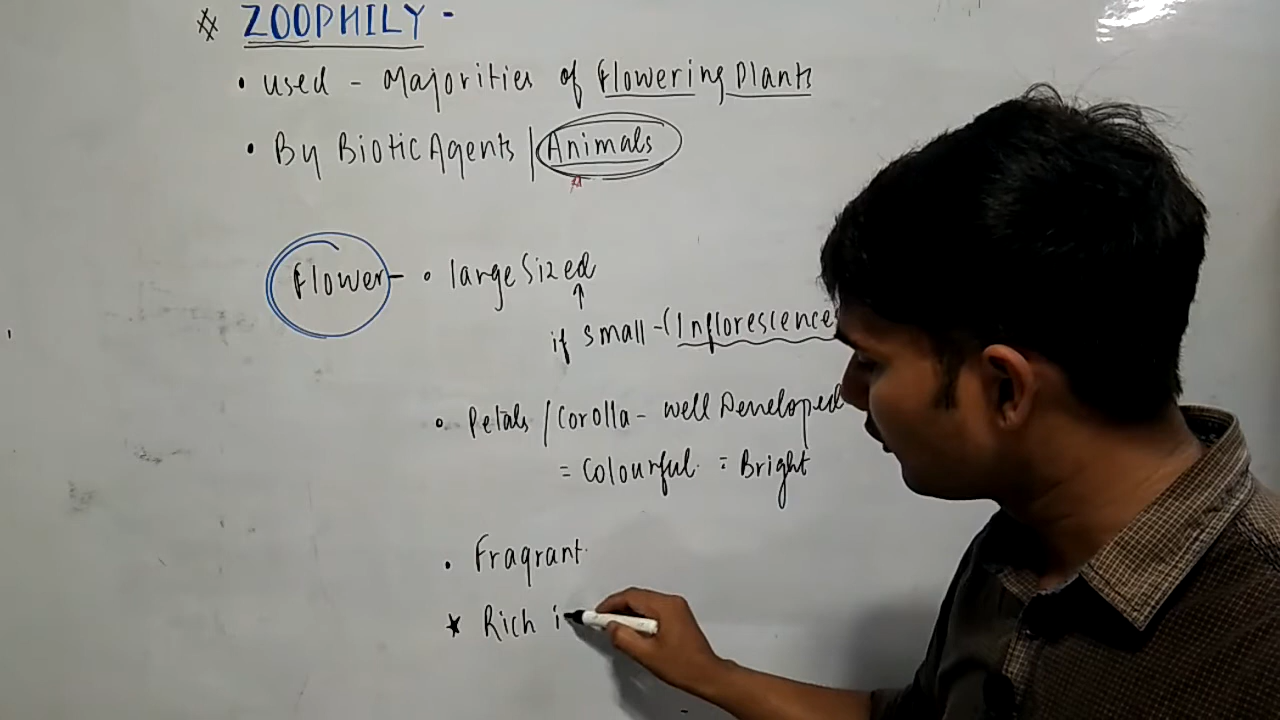 * ZOOPHILY -
• Used - Majorities of Flowering Plants
• By Biotic Agents | Animals
Flower - • large Sized
↑
if small - (Inflorescence
• Petals / Corolla - well Developed
= Colourful = Bright
• Fragrant
* Rich i